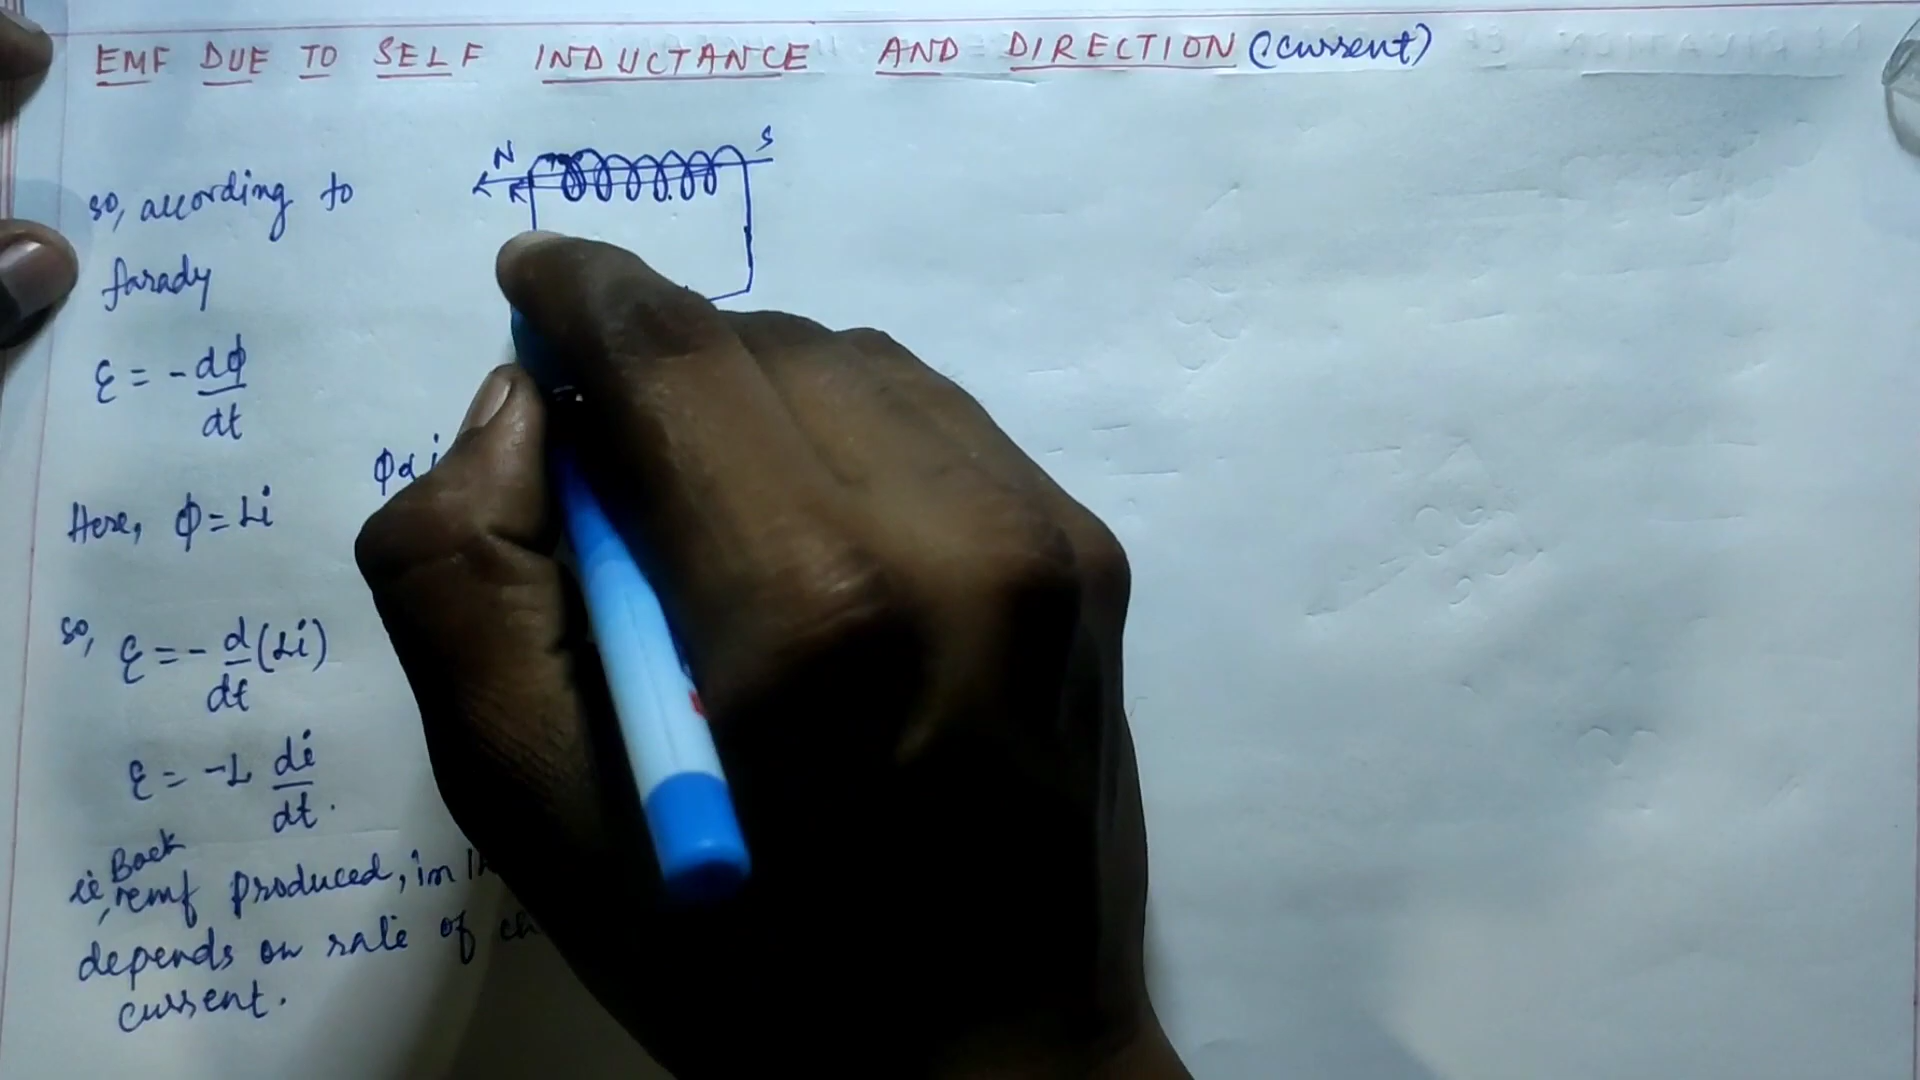 EMF DUE TO SELF INDUCTANCE AND DIRECTION (current)
N S
so, according to
farady
ε = - dϕ/dt
ϕ α i
Here, ϕ = Li
so, ε = - d/dt (Li)
ε = -L di/dt.
Back
ie, emf produced, in
depends on rate of
current.